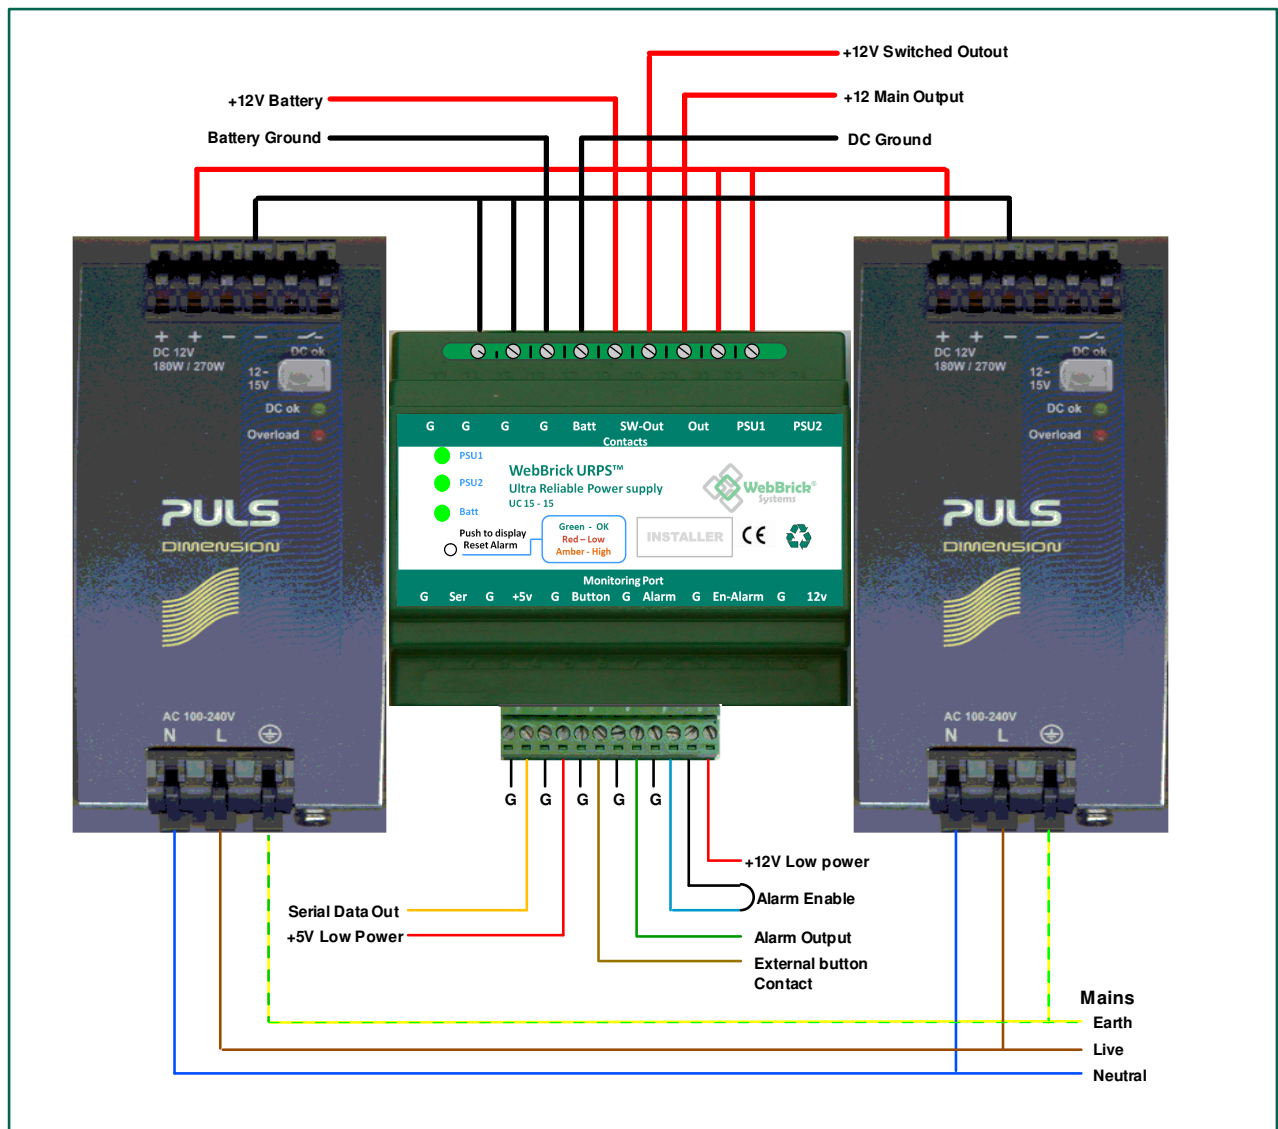 +12V Switched Outout
+12V Battery
+12 Main Output
Battery Ground
DC Ground
+ + – –
DC 12V
180W / 270W
DC ok
12–
15V
DC ok
Overload
PULS
DIMENSION
AC 100-240V
N L
G G G G Batt SW-Out Out PSU1 PSU2
Contacts
PSU1
PSU2
Batt
WebBrick URPS™
Ultra Reliable Power supply
UC 15 - 15
WebBrick®
Systems
Push to display
Reset Alarm
Green - OK
Red – Low
Amber - High
INSTALLER
CE
Monitoring Port
G Ser G +5v G Button G Alarm G En-Alarm G 12v
+ + – –
DC 12V
180W / 270W
DC ok
12–
15V
DC ok
Overload
PULS
DIMENSION
AC 100-240V
N L
G G G G G
+12V Low power
Alarm Enable
Serial Data Out
+5V Low Power
Alarm Output
External button
Contact
Mains
Earth
Live
Neutral